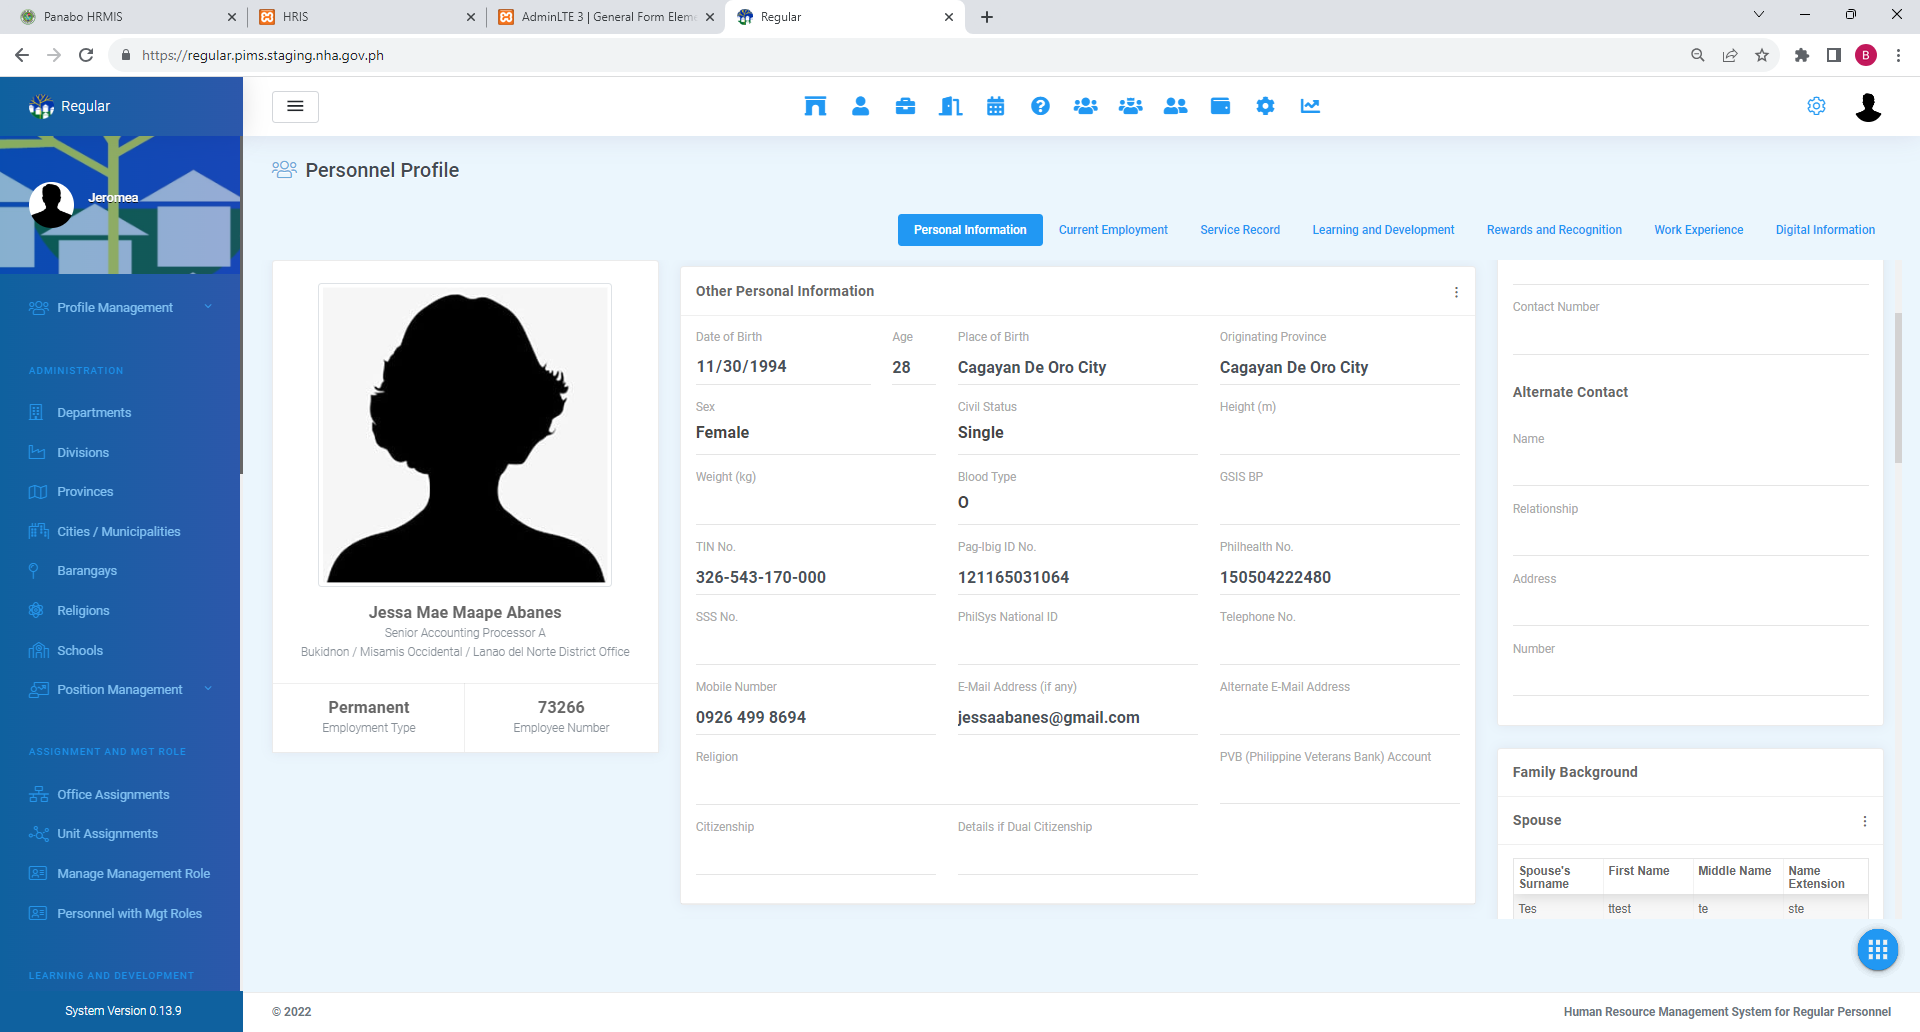 Panabo HRMIS
HRIS
AdminLTE 3 | General Form Elem
Regular
https://regular.pims.staging.nha.gov.ph
B
Regular
Jeromea
Profile Management
ADMINISTRATION
Departments
Divisions
Provinces
Cities / Municipalities
Barangays
Religions
Schools
Position Management
ASSIGNMENT AND MGT ROLE
Office Assignments
Unit Assignments
Manage Management Role
Personnel with Mgt Roles
LEARNING AND DEVELOPMENT
System Version 0.13.9
Personnel Profile
Personal Information
Current Employment
Service Record
Learning and Development
Rewards and Recognition
Work Experience
Digital Information
Jessa Mae Maape Abanes
Senior Accounting Processor A
Bukidnon / Misamis Occidental / Lanao del Norte District Office
Permanent
Employment Type
73266
Employee Number
Other Personal Information
Date of Birth
11/30/1994
Age
28
Place of Birth
Cagayan De Oro City
Originating Province
Cagayan De Oro City
Sex
Female
Civil Status
Single
Height (m)
Weight (kg)
Blood Type
O
GSIS BP
TIN No.
326-543-170-000
Pag-Ibig ID No.
121165031064
Philhealth No.
150504222480
SSS No.
PhilSys National ID
Telephone No.
Mobile Number
0926 499 8694
E-Mail Address (if any)
jessaabanes@gmail.com
Alternate E-Mail Address
Religion
PVB (Philippine Veterans Bank) Account
Citizenship
Details if Dual Citizenship
Contact Number
Alternate Contact
Name
Relationship
Address
Number
Family Background
Spouse
Spouse's Surname
First Name
Middle Name
Name Extension
Tes
ttest
te
ste
© 2022
Human Resource Management System for Regular Personnel